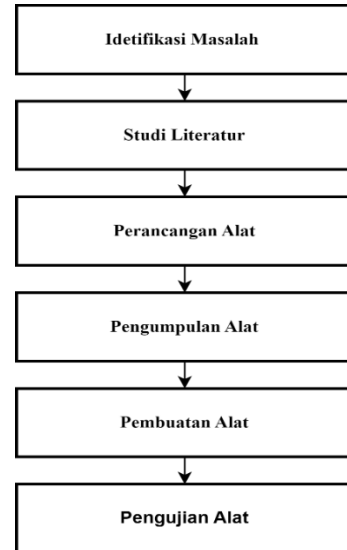 Idetifikasi Masalah
Studi Literatur
Perancangan Alat
Pengumpulan Alat
Pembuatan Alat
Pengujian Alat